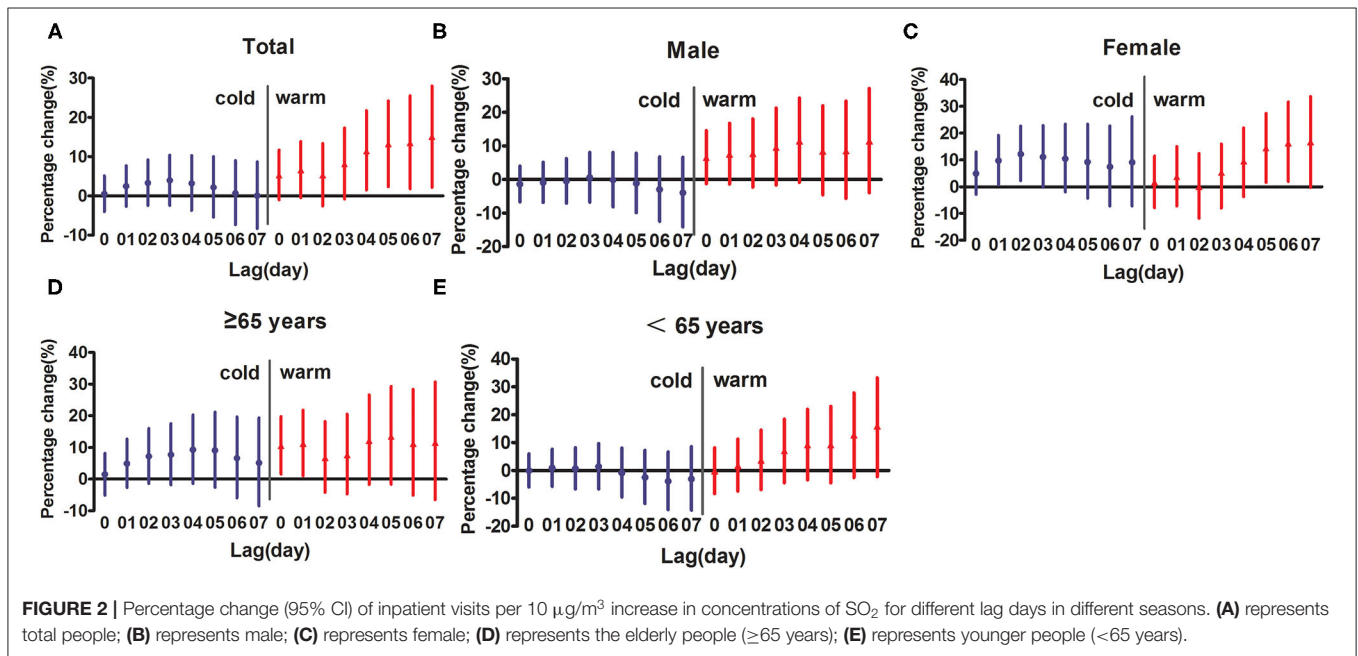 A
Total
Percentage change(%)
30
20
10
0
-10
cold
warm
0 01 02 03 04 05 06 07 0 01 02 03 04 05 06 07
Lag(day)
B
Male
Percentage change(%)
30
20
10
0
-10
-20
cold
warm
0 01 02 03 04 05 06 07 0 01 02 03 04 05 06 07
Lag(day)
C
Female
Percentage change(%)
40
30
20
10
0
-10
-20
cold
warm
0 01 02 03 04 05 06 07 0 01 02 03 04 05 06 07
Lag(day)
D
≥65 years
Percentage change(%)
40
30
20
10
0
-10
cold
warm
0 01 02 03 04 05 06 07 0 01 02 03 04 05 06 07
Lag(day)
E
< 65 years
Percentage change(%)
40
30
20
10
0
-10
-20
cold
warm
0 01 02 03 04 05 06 07 0 01 02 03 04 05 06 07
Lag(day)
FIGURE 2 | Percentage change (95% CI) of inpatient visits per 10 μg/m³ increase in concentrations of SO₂ for different lag days in different seasons. (A) represents
total people; (B) represents male; (C) represents female; (D) represents the elderly people (≥65 years); (E) represents younger people (<65 years).